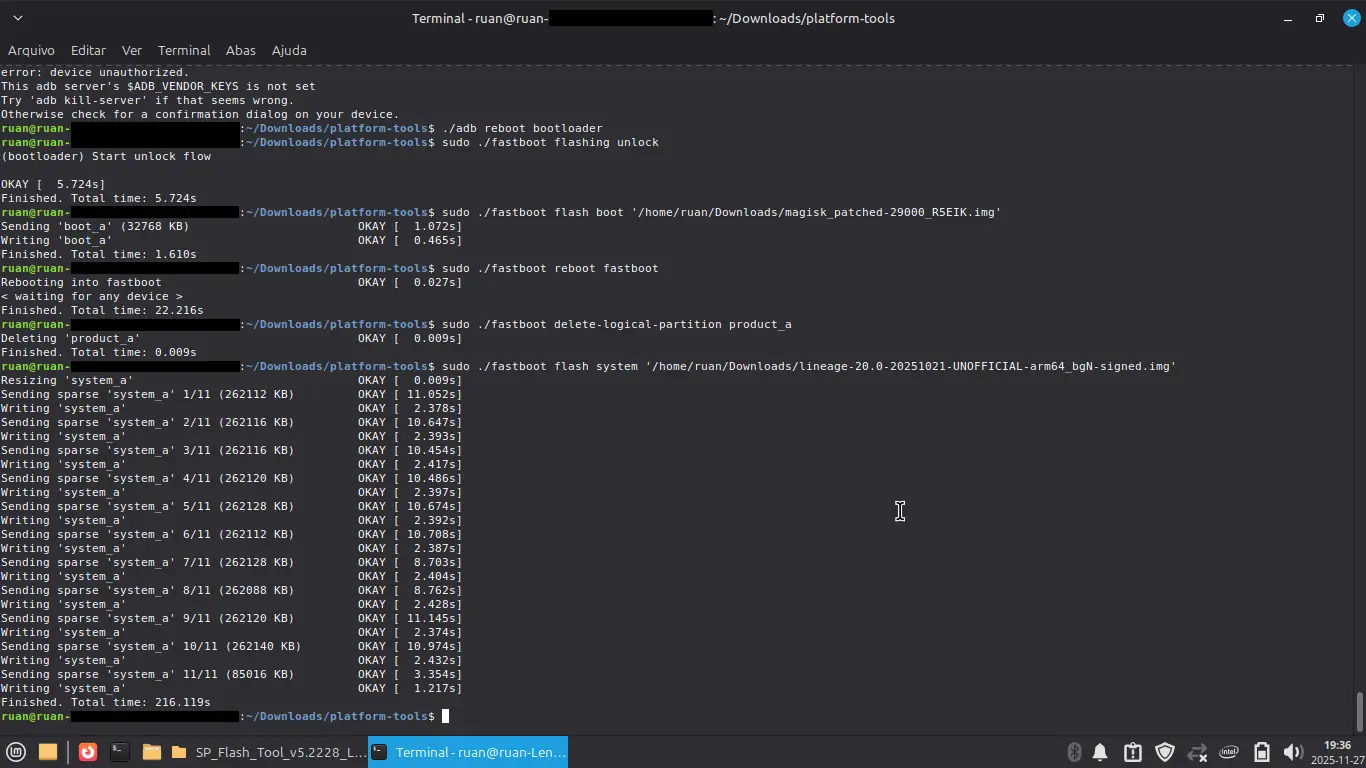 Terminal - ruan@ruan- : ~/Downloads/platform-tools
Arquivo Editar Ver Terminal Abas Ajuda
error: device unauthorized.
This adb server's $ADB_VENDOR_KEYS is not set
Try 'adb kill-server' if that seems wrong.
Otherwise check for a confirmation dialog on your device.
ruan@ruan- :~/Downloads/platform-tools$ ./adb reboot bootloader
ruan@ruan- :~/Downloads/platform-tools$ sudo ./fastboot flashing unlock
(bootloader) Start unlock flow
OKAY [  5.724s]
Finished. Total time: 5.724s
ruan@ruan- :~/Downloads/platform-tools$ sudo ./fastboot flash boot '/home/ruan/Downloads/magisk_patched-29000_R5EIK.img'
Sending 'boot_a' (32768 KB) OKAY [  1.072s]
Writing 'boot_a' OKAY [  0.465s]
Finished. Total time: 1.610s
ruan@ruan- :~/Downloads/platform-tools$ sudo ./fastboot reboot fastboot
Rebooting into fastboot OKAY [  0.027s]
< waiting for any device >
Finished. Total time: 22.216s
ruan@ruan- :~/Downloads/platform-tools$ sudo ./fastboot delete-logical-partition product_a
Deleting 'product_a' OKAY [  0.009s]
Finished. Total time: 0.009s
ruan@ruan- :~/Downloads/platform-tools$ sudo ./fastboot flash system '/home/ruan/Downloads/lineage-20.0-20251021-UNOFFICIAL-arm64_bgN-signed.img'
Resizing 'system_a' OKAY [  0.009s]
Sending sparse 'system_a' 1/11 (262112 KB) OKAY [ 11.052s]
Writing 'system_a' OKAY [  2.378s]
Sending sparse 'system_a' 2/11 (262116 KB) OKAY [ 10.647s]
Writing 'system_a' OKAY [  2.393s]
Sending sparse 'system_a' 3/11 (262116 KB) OKAY [ 10.454s]
Writing 'system_a' OKAY [  2.417s]
Sending sparse 'system_a' 4/11 (262120 KB) OKAY [ 10.486s]
Writing 'system_a' OKAY [  2.397s]
Sending sparse 'system_a' 5/11 (262128 KB) OKAY [ 10.674s]
Writing 'system_a' OKAY [  2.392s]
Sending sparse 'system_a' 6/11 (262112 KB) OKAY [ 10.708s]
Writing 'system_a' OKAY [  2.387s]
Sending sparse 'system_a' 7/11 (262128 KB) OKAY [  8.703s]
Writing 'system_a' OKAY [  2.404s]
Sending sparse 'system_a' 8/11 (262088 KB) OKAY [  8.762s]
Writing 'system_a' OKAY [  2.428s]
Sending sparse 'system_a' 9/11 (262120 KB) OKAY [ 11.145s]
Writing 'system_a' OKAY [  2.374s]
Sending sparse 'system_a' 10/11 (262140 KB) OKAY [ 10.974s]
Writing 'system_a' OKAY [  2.432s]
Sending sparse 'system_a' 11/11 (85016 KB) OKAY [  3.354s]
Writing 'system_a' OKAY [  1.217s]
Finished. Total time: 216.119s
ruan@ruan- :~/Downloads/platform-tools$
SP_Flash_Tool_v5.2228_L... Terminal - ruan@ruan-Len... intel 19:36
2025-11-27